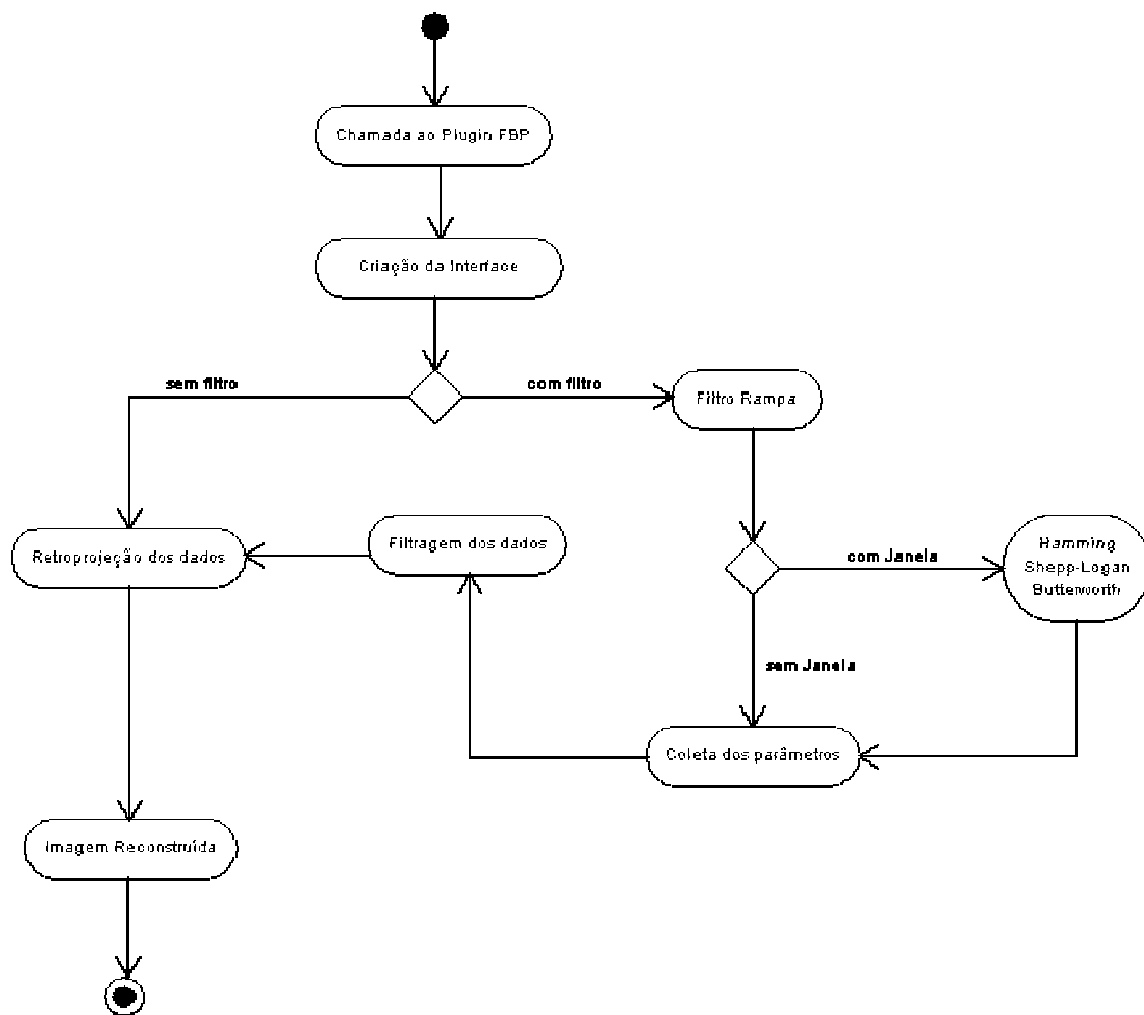 Chamada ao Plugin FBP
Criação da Interface
sem filtro
com filtro
Filtro Rampa
Retroprojeção dos dados
Filtragem dos dados
com Janela
Hamming
Shepp-Logan
Butterworth
sem Janela
Coleta dos parâmetros
Imagem Reconstruída